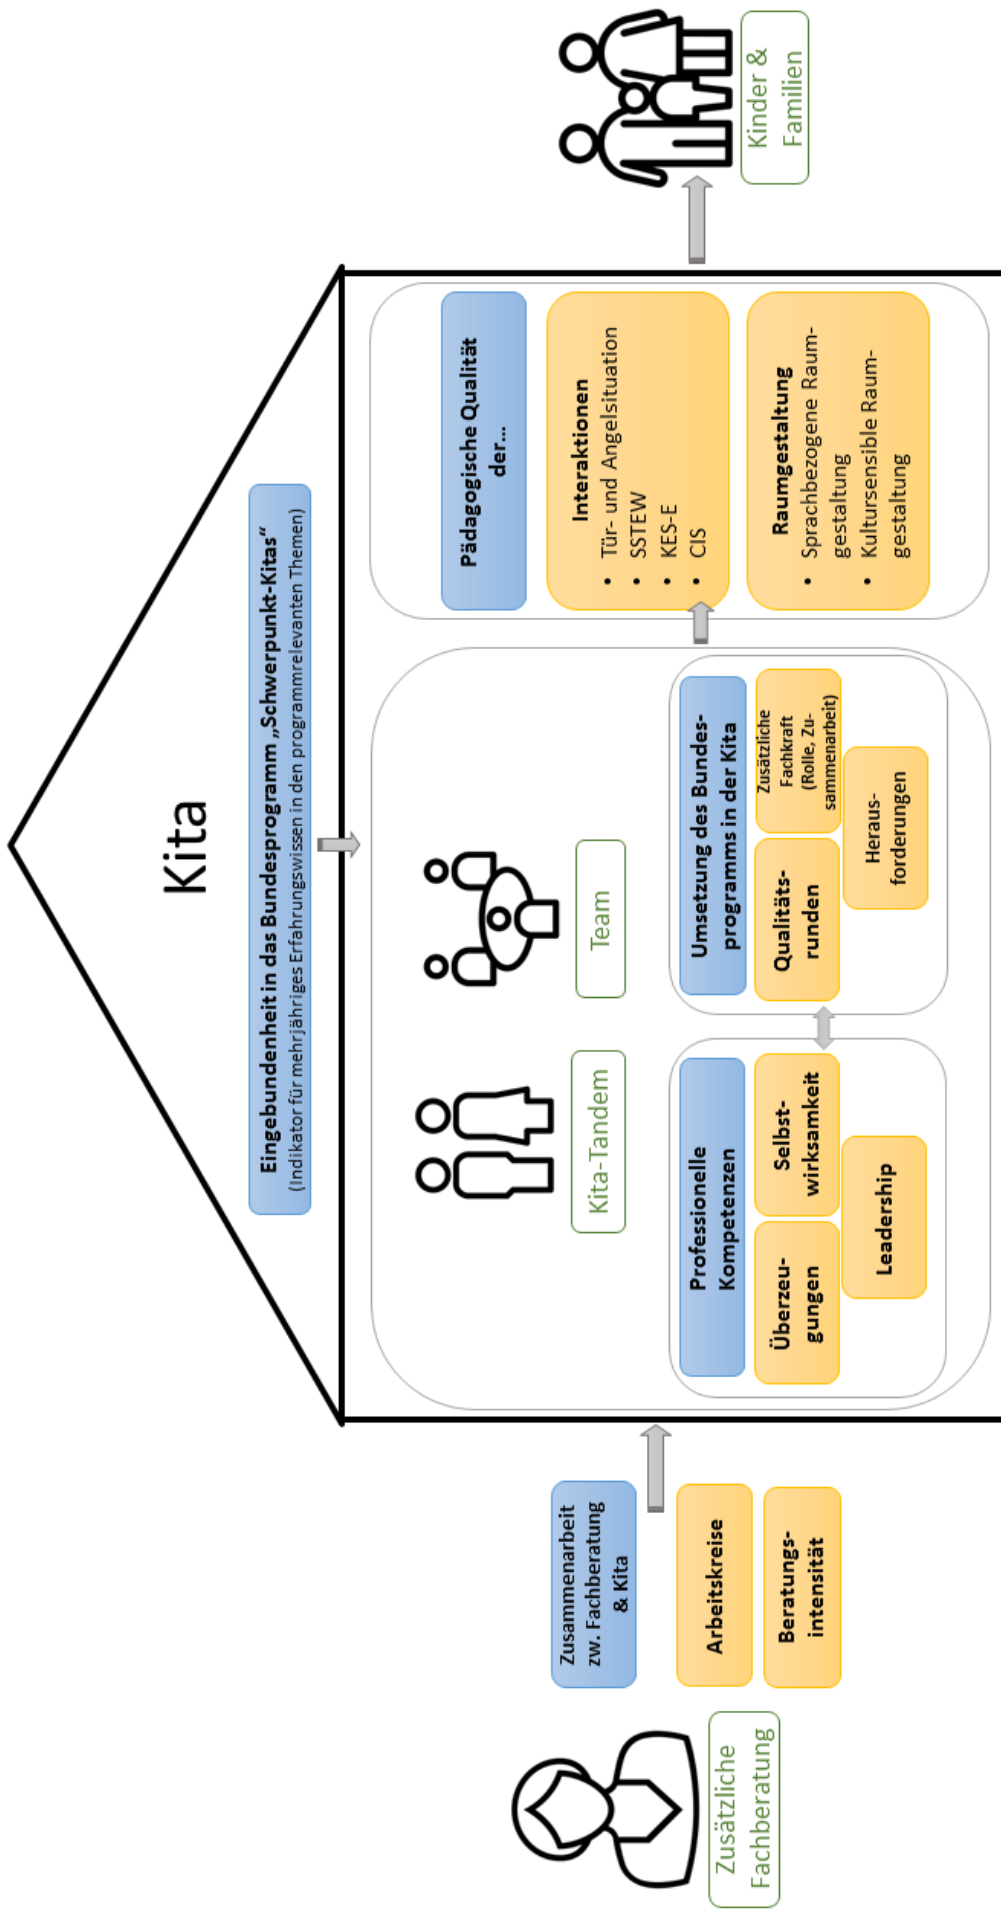 Kita
Eingebundenheit in das Bundesprogramm „Schwerpunkt-Kitas“
(Indikator für mehrjähriges Erfahrungswissen in den programmrelevanten Themen)
Zusätzliche
Fachberatung
Zusammenarbeit
zw. Fachberatung
& Kita
Arbeitskreise
Beratungs-
intensität
Kita-Tandem
Team
Professionelle
Kompetenzen
Überzeu-
gungen
Selbst-
wirksamkeit
Leadership
Umsetzung des Bundes-
programms in der Kita
Qualitäts-
runden
Zusätzliche
Fachkraft
(Rolle, Zu-
sammenarbeit)
Heraus-
forderungen
Pädagogische Qualität
der...
Interaktionen
• Tür- und Angelsituation
• SSTEW
• KES-E
• CIS
Raumgestaltung
• Sprachbezogene Raum-
gestaltung
• Kultursensible Raum-
gestaltung
Kinder &
Familien